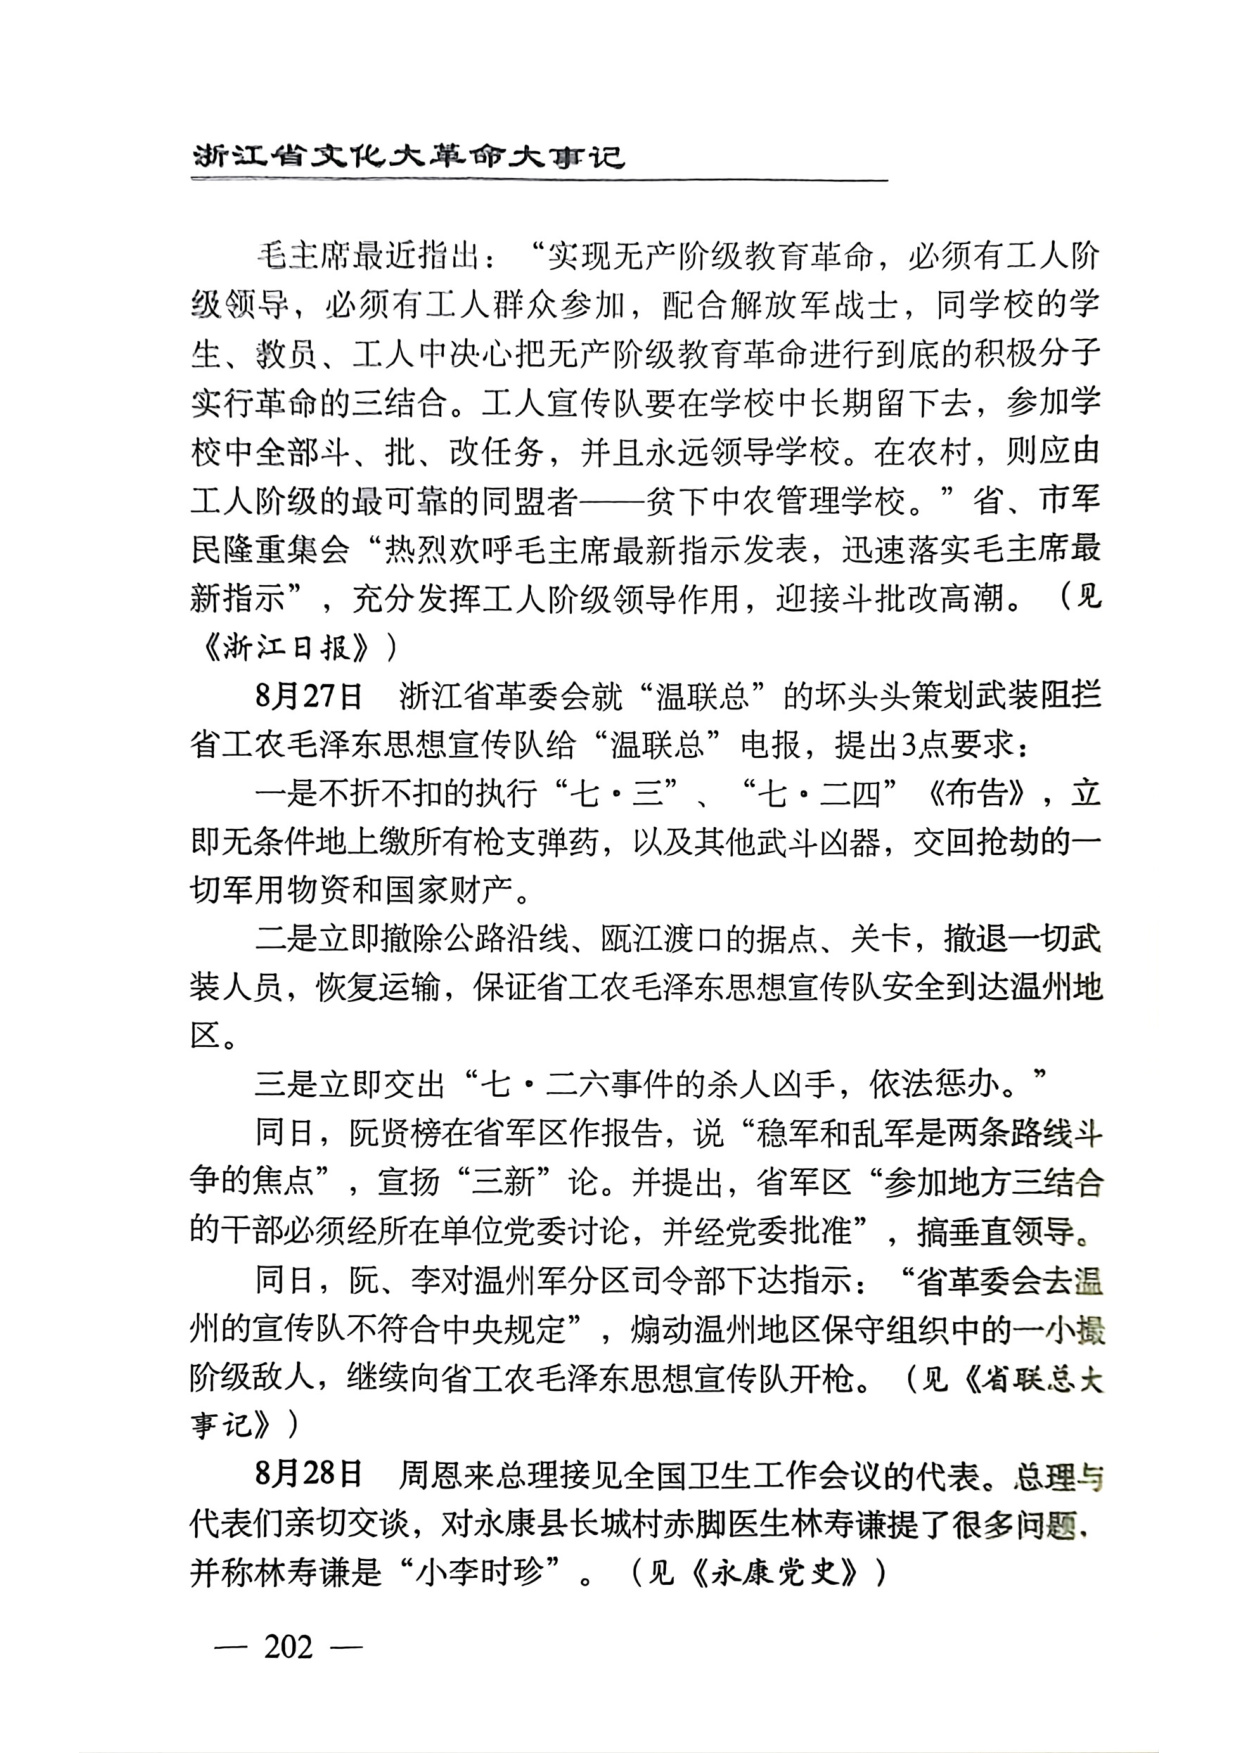 浙江省文化大革命大事记
毛主席最近指出：“实现无产阶级教育革命，必须有工人阶
级领导，必须有工人群众参加，配合解放军战士，同学校的学
生、教员、工人中决心把无产阶级教育革命进行到底的积极分子
实行革命的三结合。工人宣传队要在学校中长期留下去，参加学
校中全部斗、批、改任务，并且永远领导学校。在农村，则应由
工人阶级的最可靠的同盟者——贫下中农管理学校。”省、市军
民隆重集会“热烈欢呼毛主席最新指示发表，迅速落实毛主席最
新指示”，充分发挥工人阶级领导作用，迎接斗批改高潮。（见
《浙江日报》）
8月27日　浙江省革委会就“温联总”的坏头头策划武装阻拦
省工农毛泽东思想宣传队给“温联总”电报，提出3点要求：
一是不折不扣的执行“七·三”、“七·二四”《布告》，立
即无条件地上缴所有枪支弹药，以及其他武斗凶器，交回抢劫的一
切军用物资和国家财产。
二是立即撤除公路沿线、瓯江渡口的据点、关卡，撤退一切武
装人员，恢复运输，保证省工农毛泽东思想宣传队安全到达温州地
区。
三是立即交出“七·二六事件的杀人凶手，依法惩办。”
同日，阮贤榜在省军区作报告，说“稳军和乱军是两条路线斗
争的焦点”，宣扬“三新”论。并提出，省军区“参加地方三结合
的干部必须经所在单位党委讨论，并经党委批准”，搞垂直领导。
同日，阮、李对温州军分区司令部下达指示：“省革委会去温
州的宣传队不符合中央规定”，煽动温州地区保守组织中的一小撮
阶级敌人，继续向省工农毛泽东思想宣传队开枪。（见《省联总大
事记》）
8月28日　周恩来总理接见全国卫生工作会议的代表。总理与
代表们亲切交谈，对永康县长城村赤脚医生林寿谦提了很多问题，
并称林寿谦是“小李时珍”。（见《永康党史》）
— 202 —